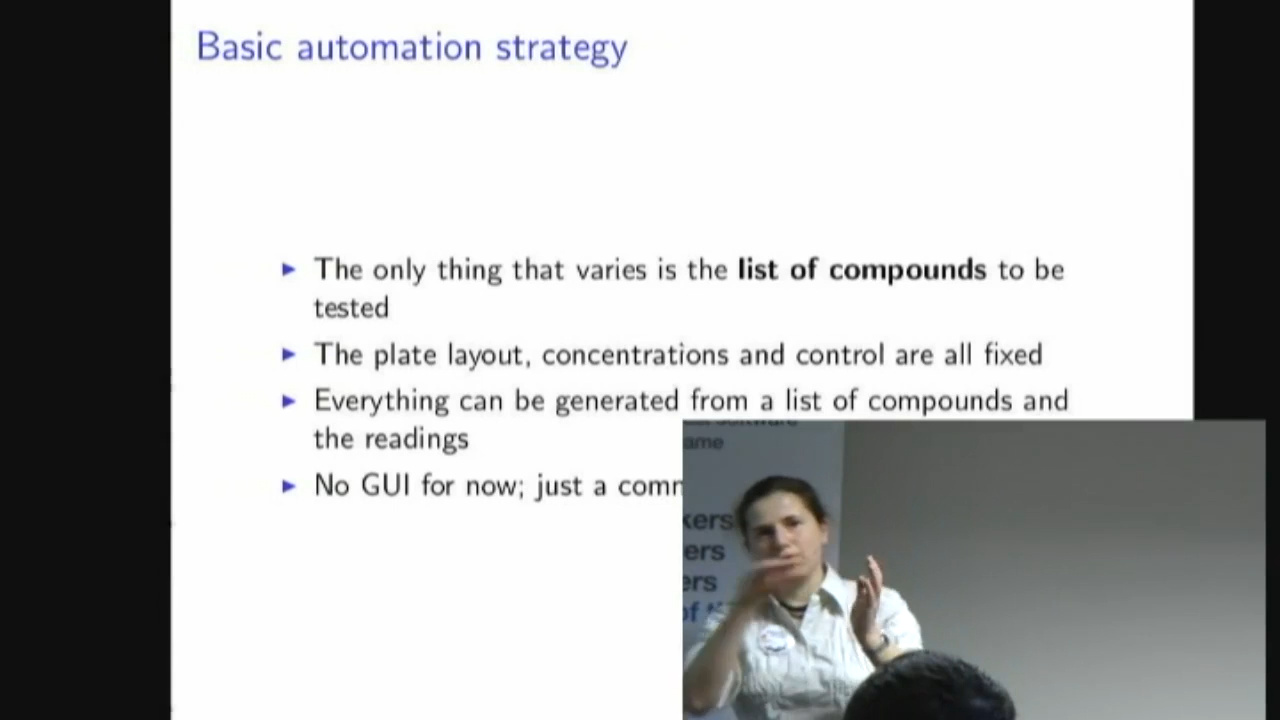 Basic automation strategy
The only thing that varies is the list of compounds to be
tested
The plate layout, concentrations and control are all fixed
Everything can be generated from a list of compounds and
the readings
No GUI for now; just a
of